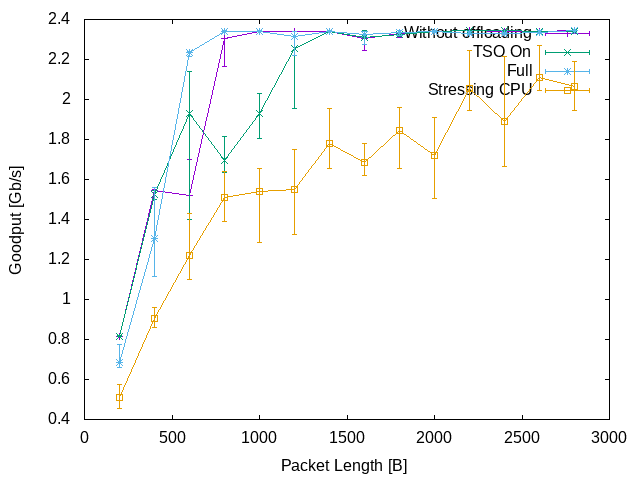 2.4
2.2
2
1.8
1.6
1.4
1.2
1
0.8
0.6
0.4
0 500 1000 1500 2000 2500 3000
Goodput [Gb/s]
Packet Length [B]
Without offloading
TSO On
Full
Stressing CPU